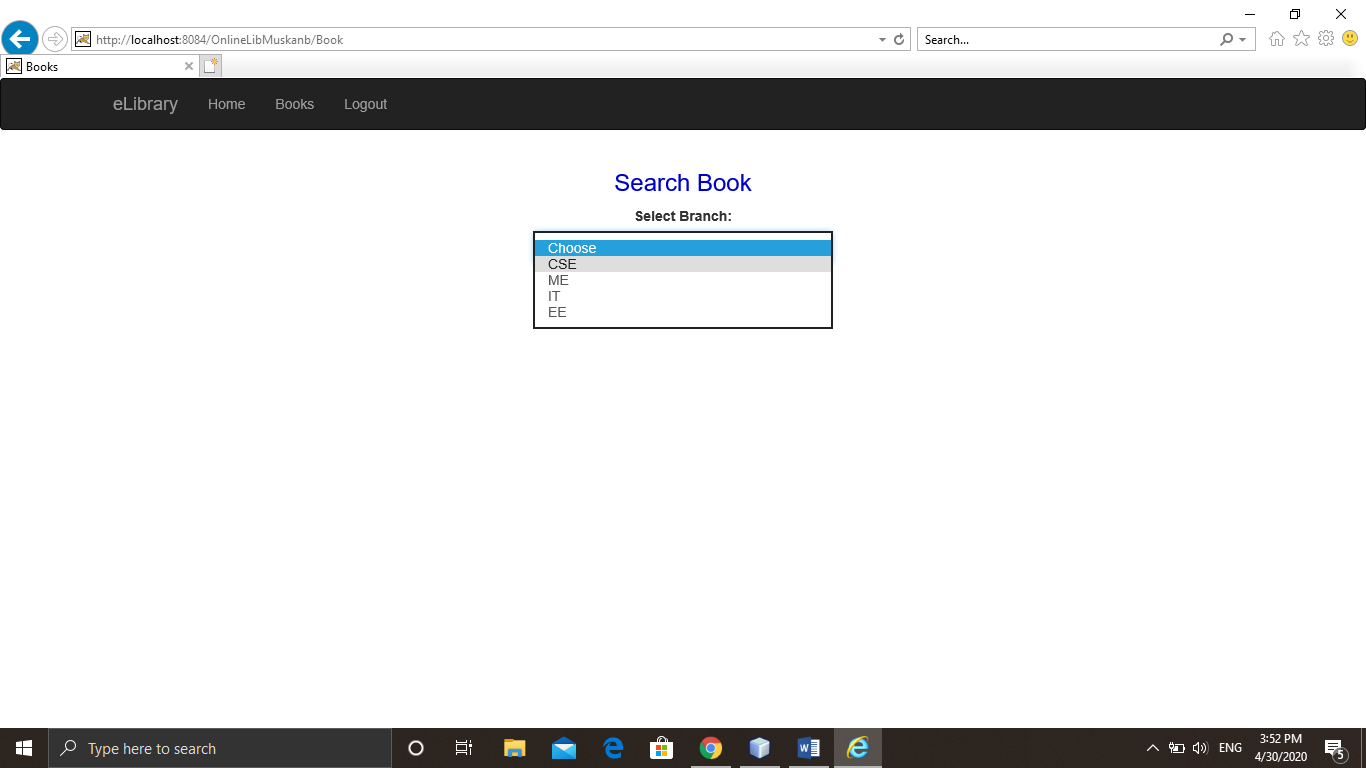 http://localhost:8084/OnlineLibMuskanb/Book
Search...
Books
eLibrary Home Books Logout
Search Book
Select Branch:
Choose
CSE
ME
IT
EE
Type here to search
ENG
3:52 PM
4/30/2020
5